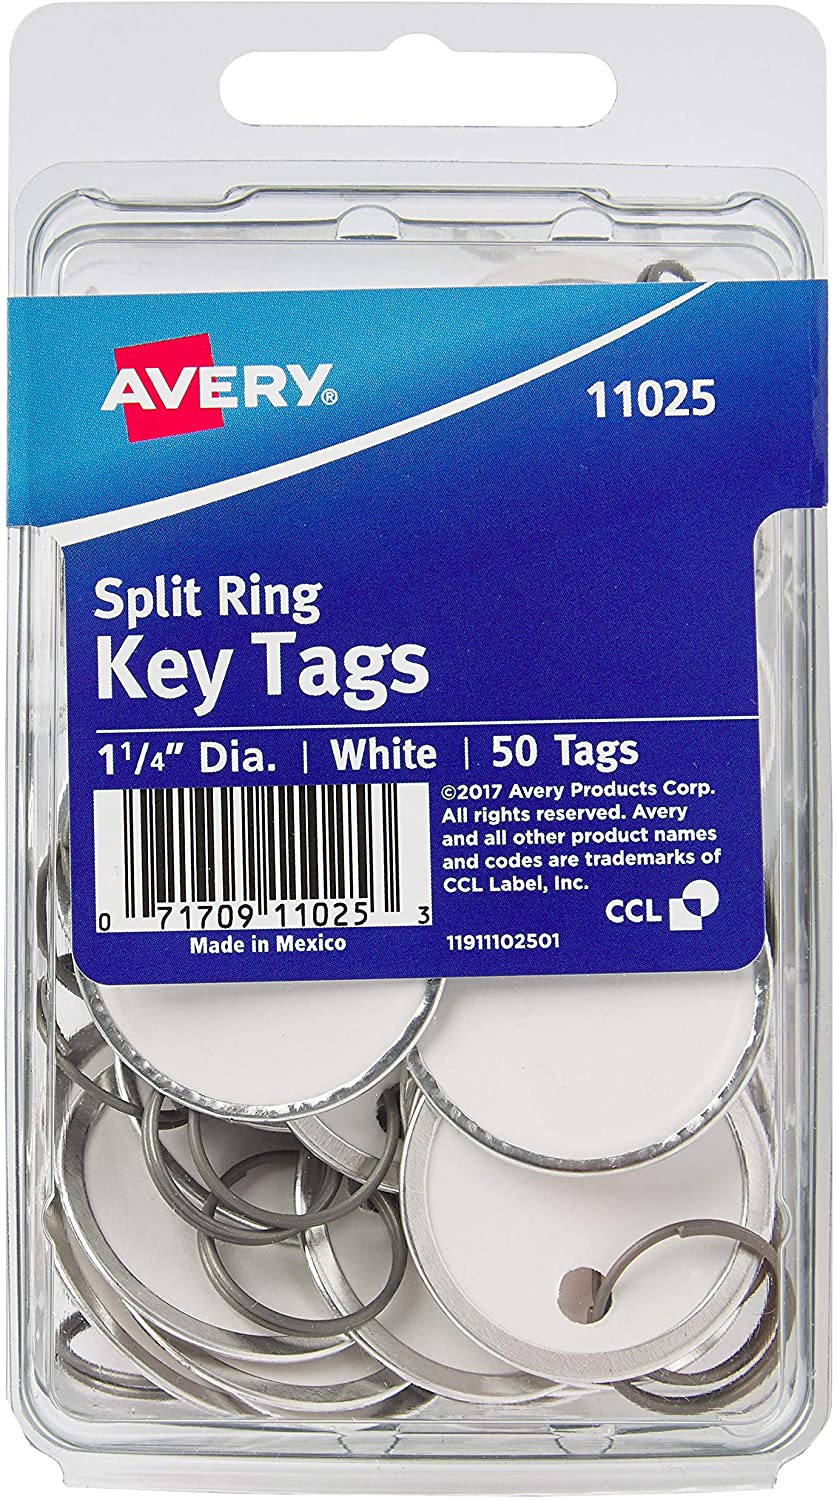 AVERY®
11025
Split Ring
Key Tags
1 1/4" Dia. | White | 50 Tags
©2017 Avery Products Corp.
All rights reserved. Avery
and all other product names
and codes are trademarks of
CCL Label, Inc.
0 71709 11025 3
CCL
Made in Mexico
11911102501